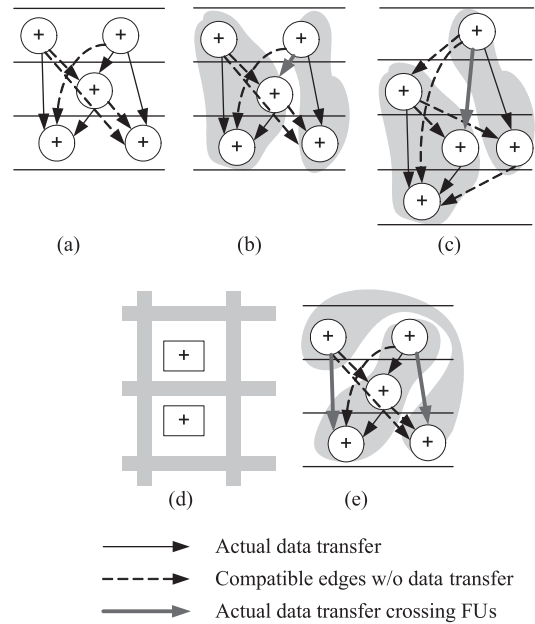 + + + + +
+ + +
+ + + + +
+
(a) (b) (c)
+ + +
+
+ + +
(d) (e)
Actual data transfer
Compatible edges w/o data transfer
Actual data transfer crossing FUs